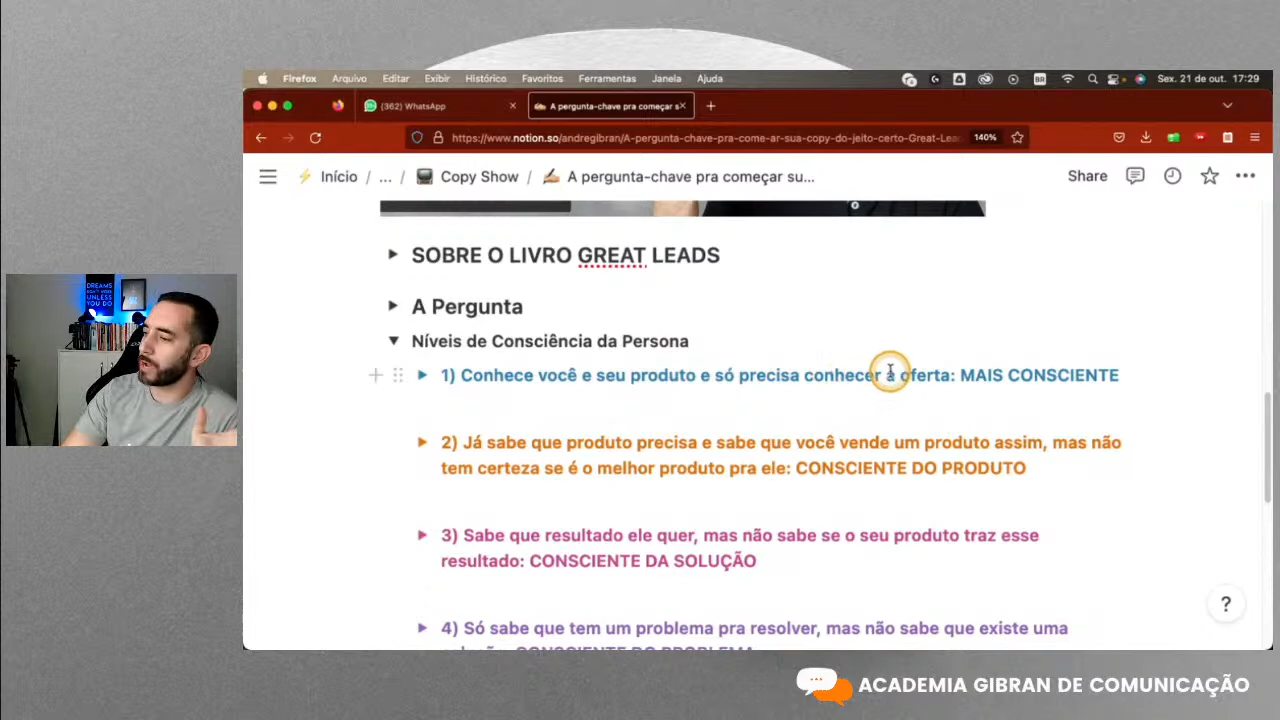 Firefox Arquivo Editar Exibir Histórico Favoritos Ferramentas Janela Ajuda
BR Sex. 21 de out. 17:29
(362) WhatsApp
A pergunta-chave pra começar s
https://www.notion.so/andregibran/A-pergunta-chave-pra-come-ar-sua-copy-do-jeito-certo-Great-Lea
140%
Início / ... / Copy Show / A pergunta-chave pra começar su...
Share
SOBRE O LIVRO GREAT LEADS
A Pergunta
Níveis de Consciência da Persona
1) Conhece você e seu produto e só precisa conhecer a oferta: MAIS CONSCIENTE
2) Já sabe que produto precisa e sabe que você vende um produto assim, mas não
tem certeza se é o melhor produto pra ele: CONSCIENTE DO PRODUTO
3) Sabe que resultado ele quer, mas não sabe se o seu produto traz esse
resultado: CONSCIENTE DA SOLUÇÃO
4) Só sabe que tem um problema pra resolver, mas não sabe que existe uma
CONSCIENTE DO PROBLEMA
?
DREAMS
UNLESS
YOU DO
ACADEMIA GIBRAN DE COMUNICAÇÃO